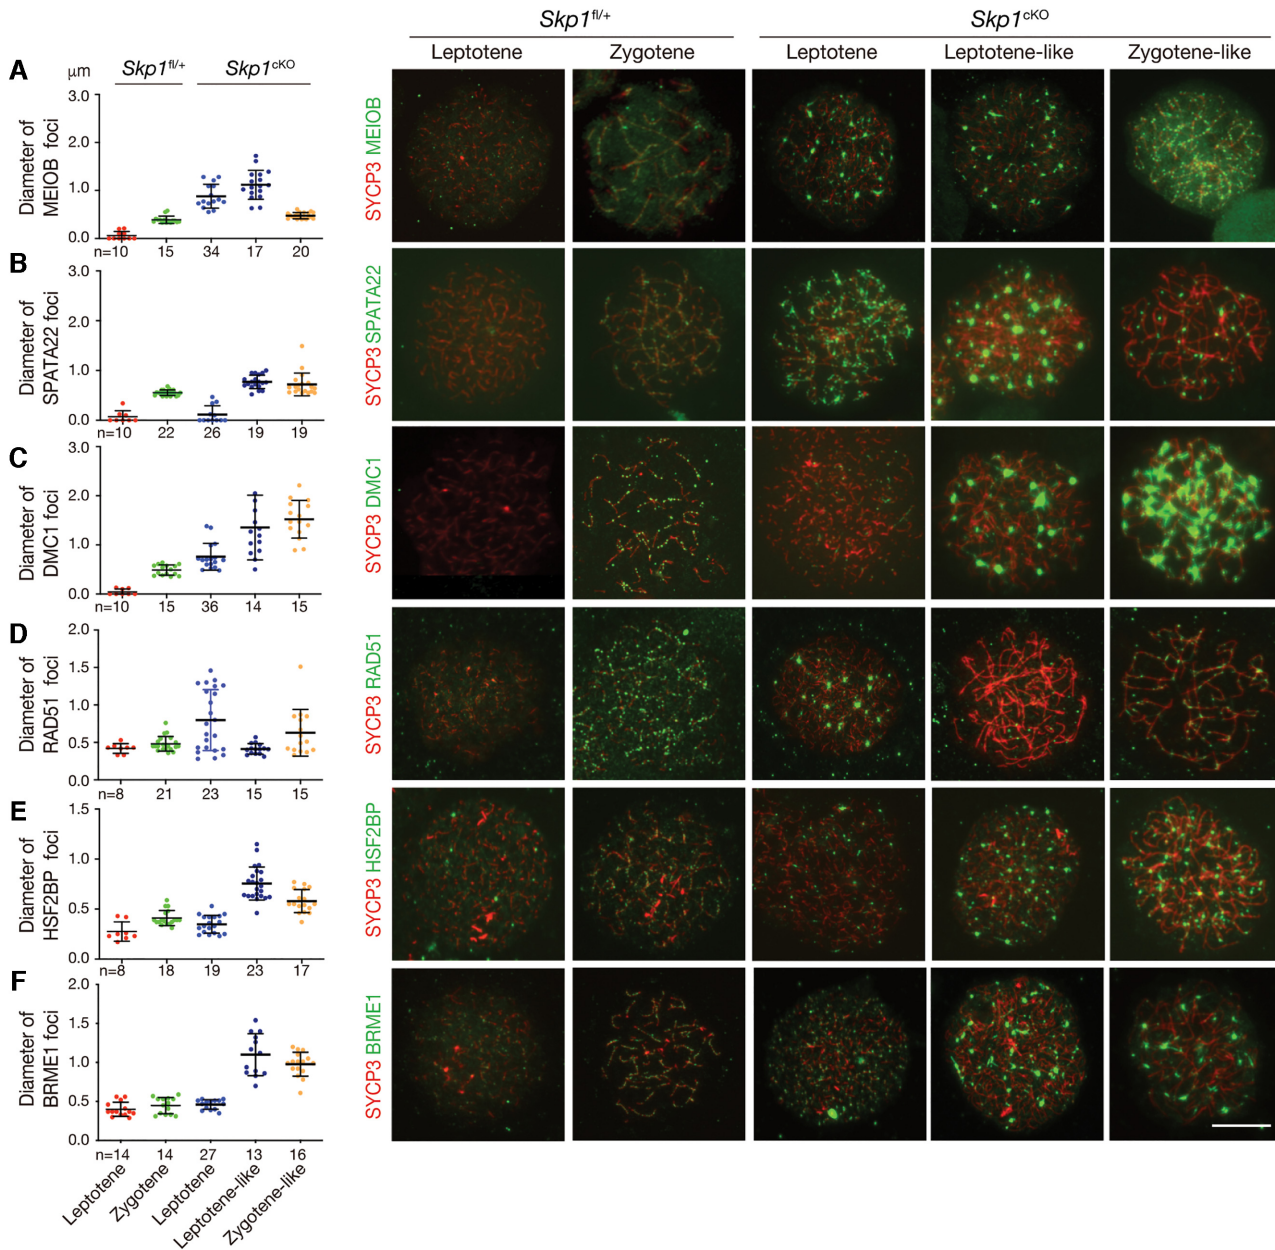 Skp1fl/+ Skp1cKO
Leptotene Zygotene Leptotene Leptotene-like Zygotene-like
A
μm Skp1fl/+ Skp1cKO
Diameter of
MEIOB foci
3.0
2.0
1.0
0.0
n=10 15 34 17 20
SYCP3 MEIOB
B
Diameter of
SPATA22 foci
3.0
2.0
1.0
0.0
n=10 22 26 19 19
SYCP3 SPATA22
C
Diameter of
DMC1 foci
3.0
2.0
1.0
0.0
n=10 15 36 14 15
SYCP3 DMC1
D
Diameter of
RAD51 foci
2.0
1.5
1.0
0.5
0.0
n=8 21 23 15 15
SYCP3 RAD51
E
Diameter of
HSF2BP foci
1.5
1.0
0.5
0.0
n=8 18 19 23 17
SYCP3 HSF2BP
F
Diameter of
BRME1 foci
2.0
1.5
1.0
0.5
0.0
n=14 14 27 13 16
SYCP3 BRME1
Leptotene Zygotene Leptotene Leptotene-like Zygotene-like